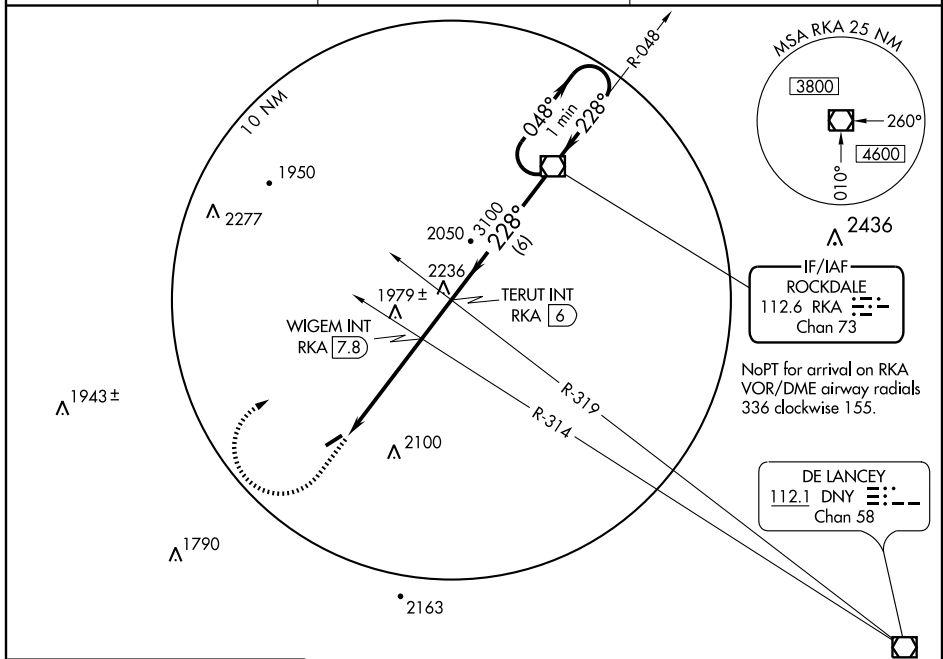 10 NM
R-048
048°
1 min
228°
MSA RKA 25 NM
3800
260°
4600
010°
1950
2277
2050
3100
228°
(6)
2436
IF/IAF
ROCKDALE
112.6 RKA
Chan 73
2236
1979 ±
TERUT INT
RKA 6
WIGEM INT
RKA 7.8
NoPT for arrival on RKA
VOR/DME airway radials
336 clockwise 155.
1943 ±
R-319
R-314
2100
DE LANCEY
112.1 DNY
Chan 58
1790
2163